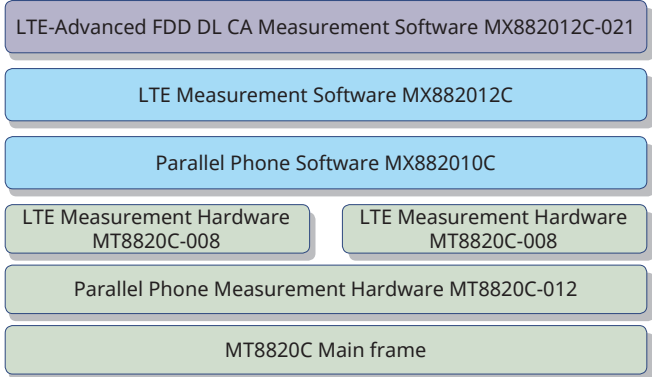 LTE-Advanced FDD DL CA Measurement Software MX882012C-021
LTE Measurement Software MX882012C
Parallel Phone Software MX882010C
LTE Measurement Hardware
MT8820C-008
LTE Measurement Hardware
MT8820C-008
Parallel Phone Measurement Hardware MT8820C-012
MT8820C Main frame